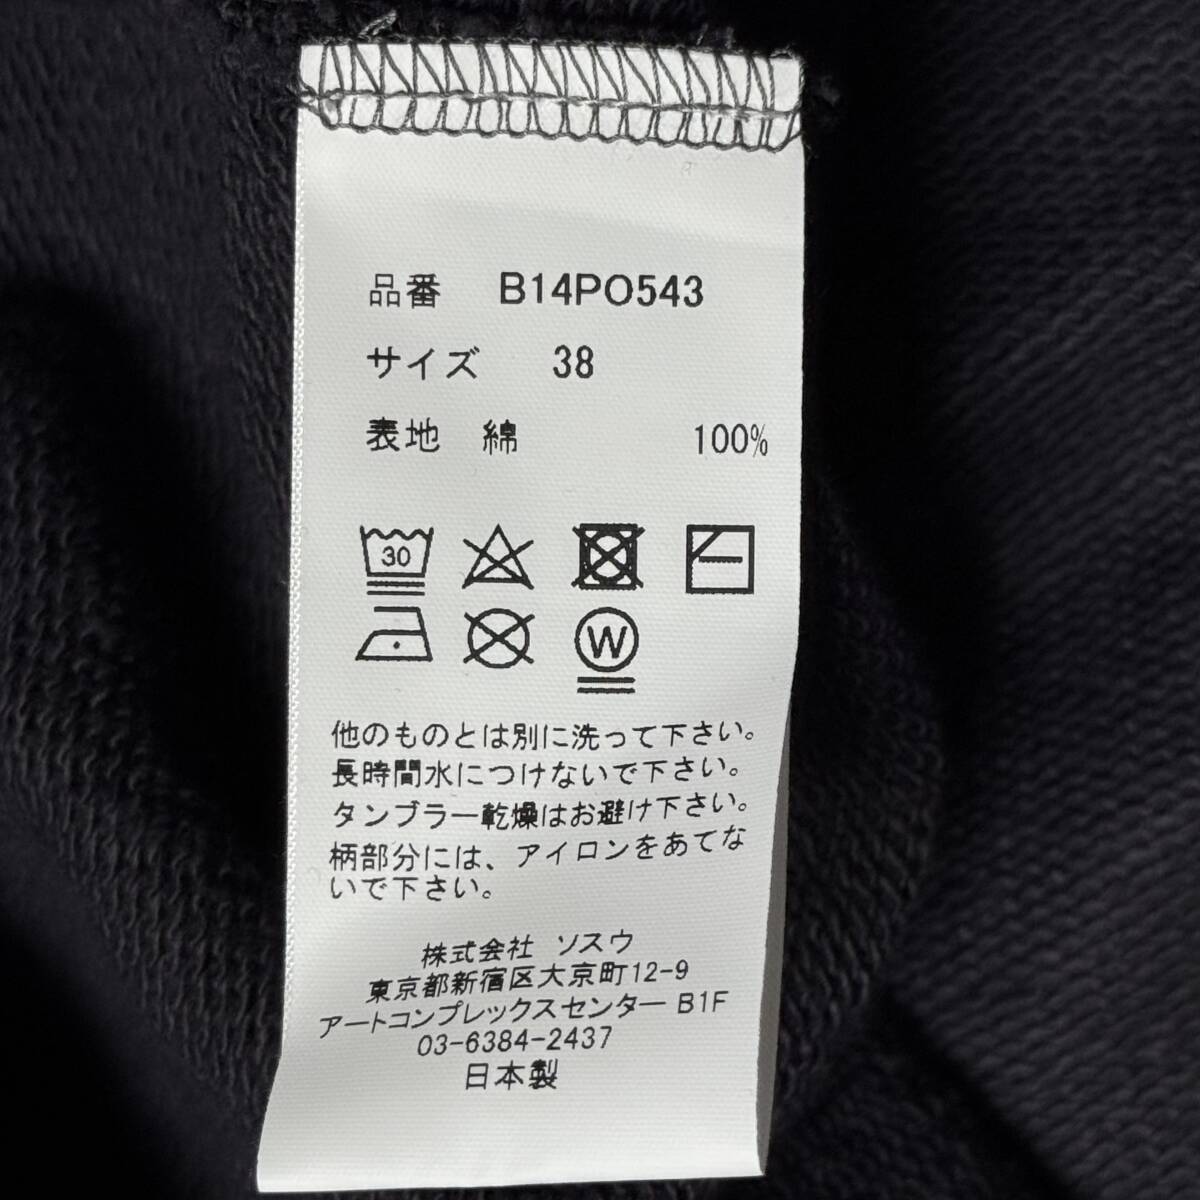 品番 B14PO543
サイズ 38
表地 綿 100%
30
W
他のものとは別に洗って下さい。
長時間水につけないで下さい。
タンブラー乾燥はお避け下さい。
柄部分には、アイロンをあてな
いで下さい。
株式会社 ソスウ
東京都新宿区大京町12-9
アートコンプレックスセンター B1F
03-6384-2437
日本製